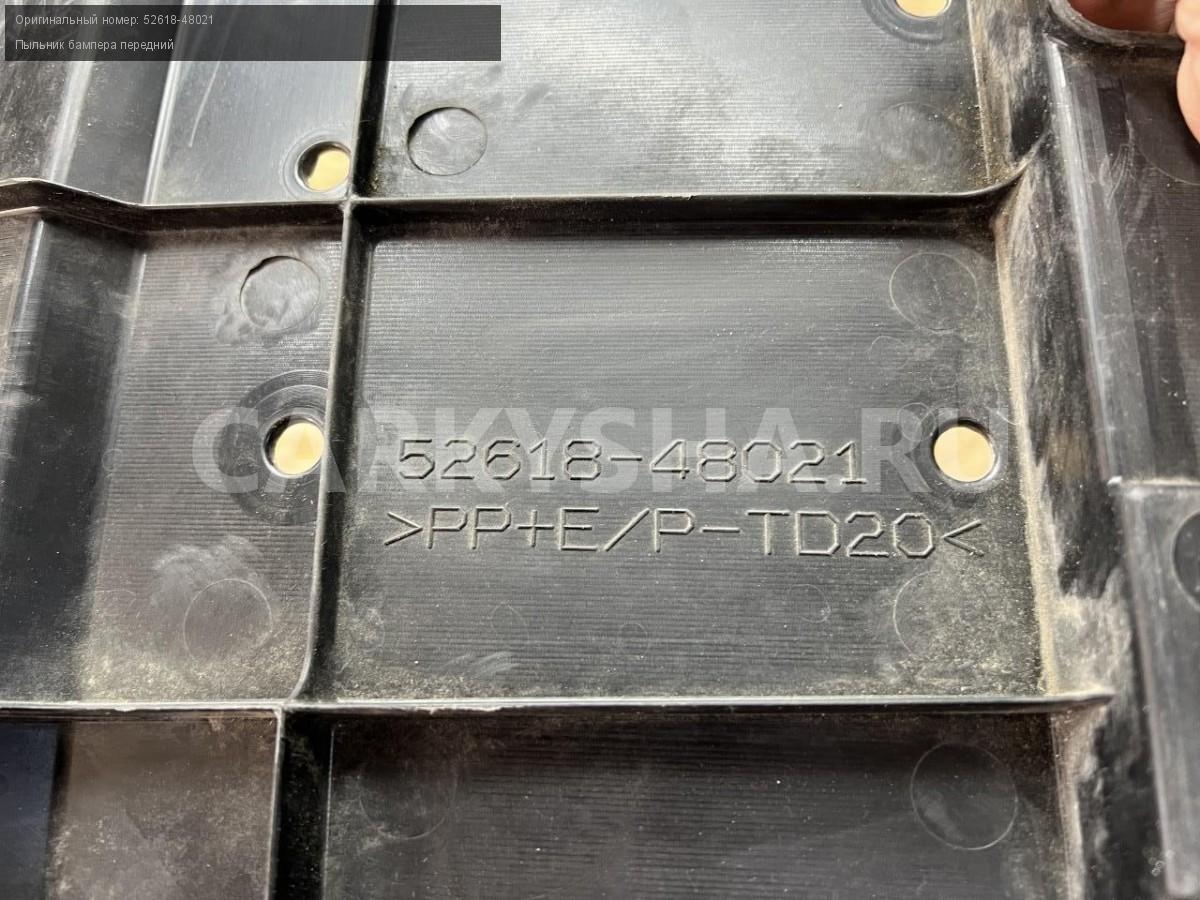 Оригинальный номер: 52618-48021
Пыльник бампера передний
CARKYSHA.RU
52618-48021
>PP+E/P-TD20<